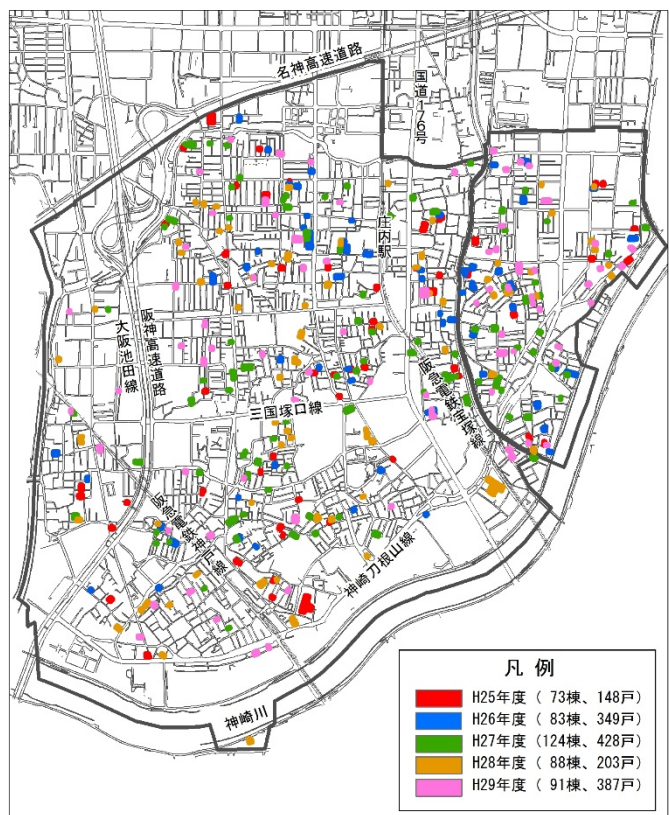 名神高速道路
国道176号
庄内駅
阪神高速道路
大阪池田線
阪急電鉄宝塚線
三国塚口線
阪急電鉄神戸線
神崎刀根山線
神崎川
凡 例
H25年度( 73棟、148戸)
H26年度( 83棟、349戸)
H27年度(124棟、428戸)
H28年度( 88棟、203戸)
H29年度( 91棟、387戸)